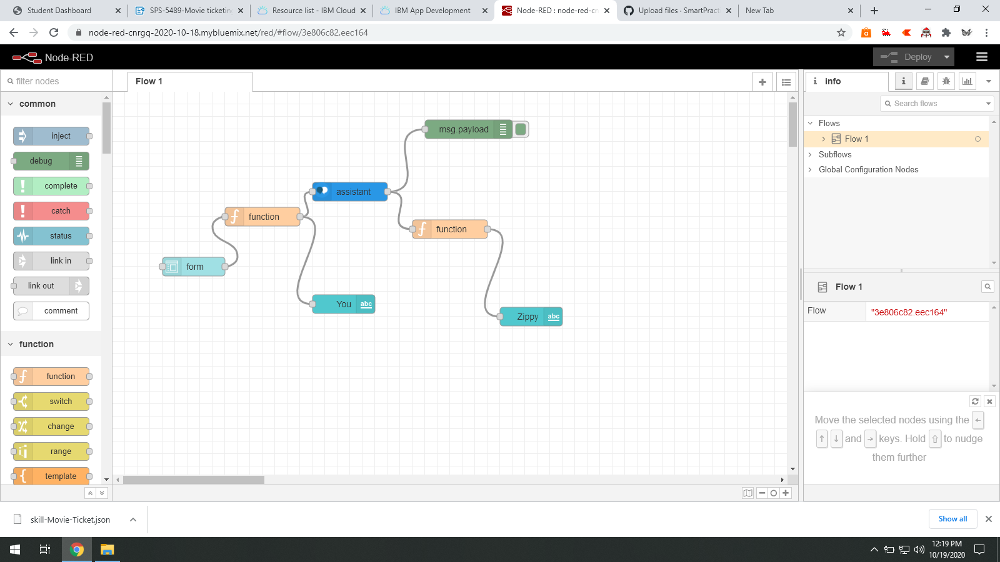 Student Dashboard
SPS-5489-Movie ticketin
Resource list - IBM Cloud
IBM App Development
Node-RED : node-red-cn
Upload files · SmartPract
New Tab
node-red-cnrgq-2020-10-18.mybluemix.net/red/#flow/3e806c82.eec164
Node-RED
Deploy
filter nodes
Flow 1
info
common
Search flows
inject
debug
complete
catch
status
link in
link out
comment
function
function
switch
change
range
template
msg.payload
assistant
function
function
form
You
abc
Zippy
abc
Flows
Flow 1
Subflows
Global Configuration Nodes
Flow 1
Flow
"3e806c82.eec164"
Move the selected nodes using the ←
↑ ↓ and → keys. Hold ⇧ to nudge
them further
skill-Movie-Ticket.json
Show all
12:19 PM
10/19/2020